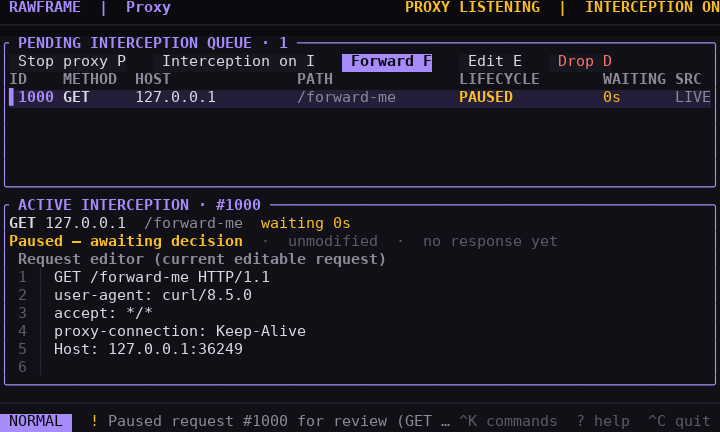 RAWFRAME | Proxy PROXY LISTENING | INTERCEPTION ON
PENDING INTERCEPTION QUEUE · 1
Stop proxy P Interception on I Forward F Edit E Drop D
ID METHOD HOST PATH LIFECYCLE WAITING SRC
1000 GET 127.0.0.1 /forward-me PAUSED 0s LIVE
ACTIVE INTERCEPTION · #1000
GET 127.0.0.1 /forward-me waiting 0s
Paused — awaiting decision · unmodified · no response yet
Request editor (current editable request)
1 GET /forward-me HTTP/1.1
2 user-agent: curl/8.5.0
3 accept: */*
4 proxy-connection: Keep-Alive
5 Host: 127.0.0.1:36249
6
NORMAL ! Paused request #1000 for review (GET … ^K commands ? help ^C quit